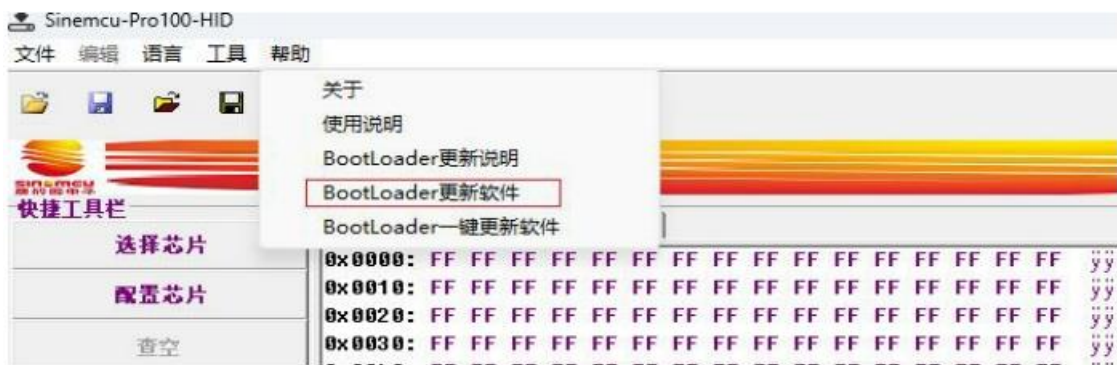 Sinemcu-Pro100-HID
文件 编辑 语言 工具 帮助
关于
使用说明
BootLoader更新说明
BootLoader更新软件
BootLoader一键更新软件
sinemcu
快捷工具栏
选择芯片
配置芯片
查空
0x0000: FF FF FF FF FF FF FF FF FF FF FF FF FF FF FF FF ÿÿ
0x0010: FF FF FF FF FF FF FF FF FF FF FF FF FF FF FF FF ÿÿ
0x0020: FF FF FF FF FF FF FF FF FF FF FF FF FF FF FF FF ÿÿ
0x0030: FF FF FF FF FF FF FF FF FF FF FF FF FF FF FF FF ÿÿ